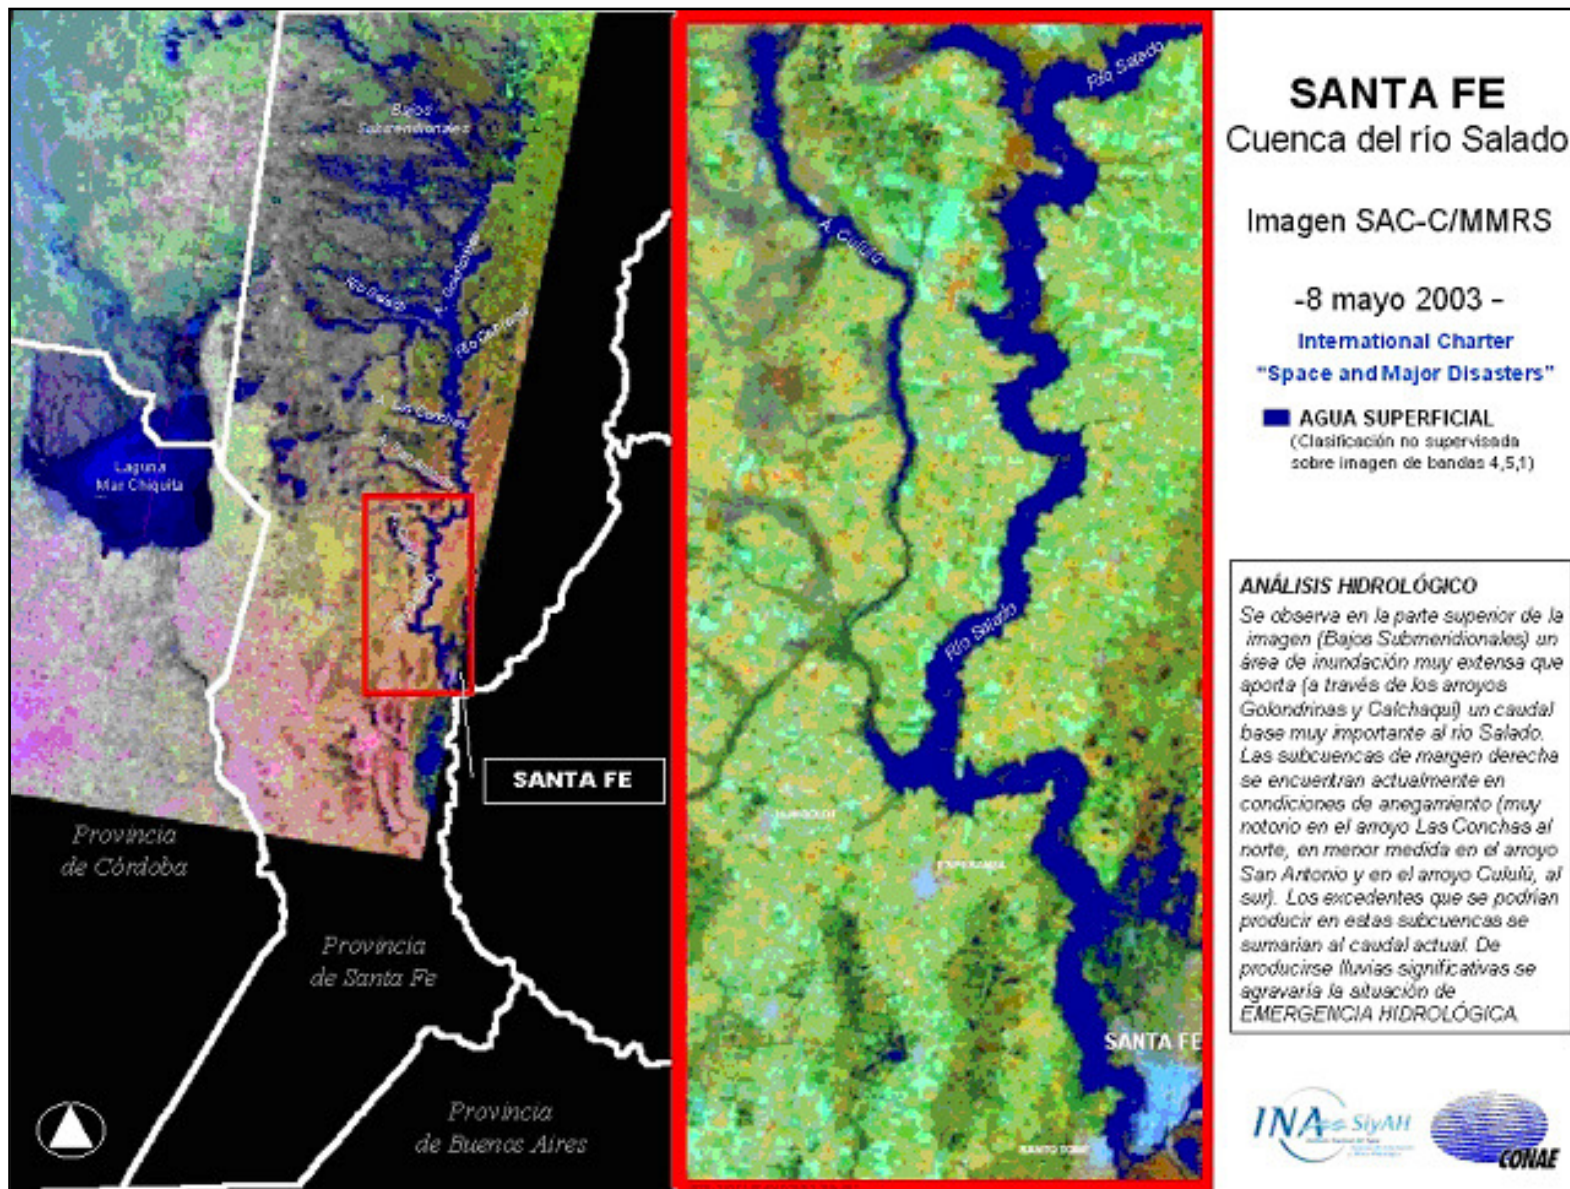 Bajos
Submeridionales
Río Salado
A. Golondrinas
Río Calchaquí
A. Las Conchas
A. San Antonio
Laguna
Mar Chiquita
SANTA FE
Provincia
de Córdoba
Provincia
de Santa Fe
Provincia
de Buenos Aires
Río Salado
A. Cululú
Río Salado
HUMBOLDT
ESPERANZA
SANTA FE
SANTO TOME
SANTA FE
Cuenca del río Salado
Imagen SAC-C/MMRS
-8 mayo 2003 -
International Charter
"Space and Major Disasters"
AGUA SUPERFICIAL
(Clasificación no supervisada
sobre imagen de bandas 4,5,1)
ANÁLISIS HIDROLÓGICO
Se observa en la parte superior de la
imagen (Bajos Submeridionales) un
área de inundación muy extensa que
aporta (a través de los arroyos
Golondrinas y Calchaquí) un caudal
base muy importante al río Salado.
Las subcuencas de margen derecha
se encuentran actualmente en
condiciones de anegamiento (muy
notorio en el arroyo Las Conchas al
norte, en menor medida en el arroyo
San Antonio y en el arroyo Cululú, al
sur). Los excedentes que se podrían
producir en estas subcuencas se
sumarían al caudal actual. De
producirse lluvias significativas se
agravaría la situación de
EMERGENCIA HIDROLÓGICA.
INA SiyAH
CONAE